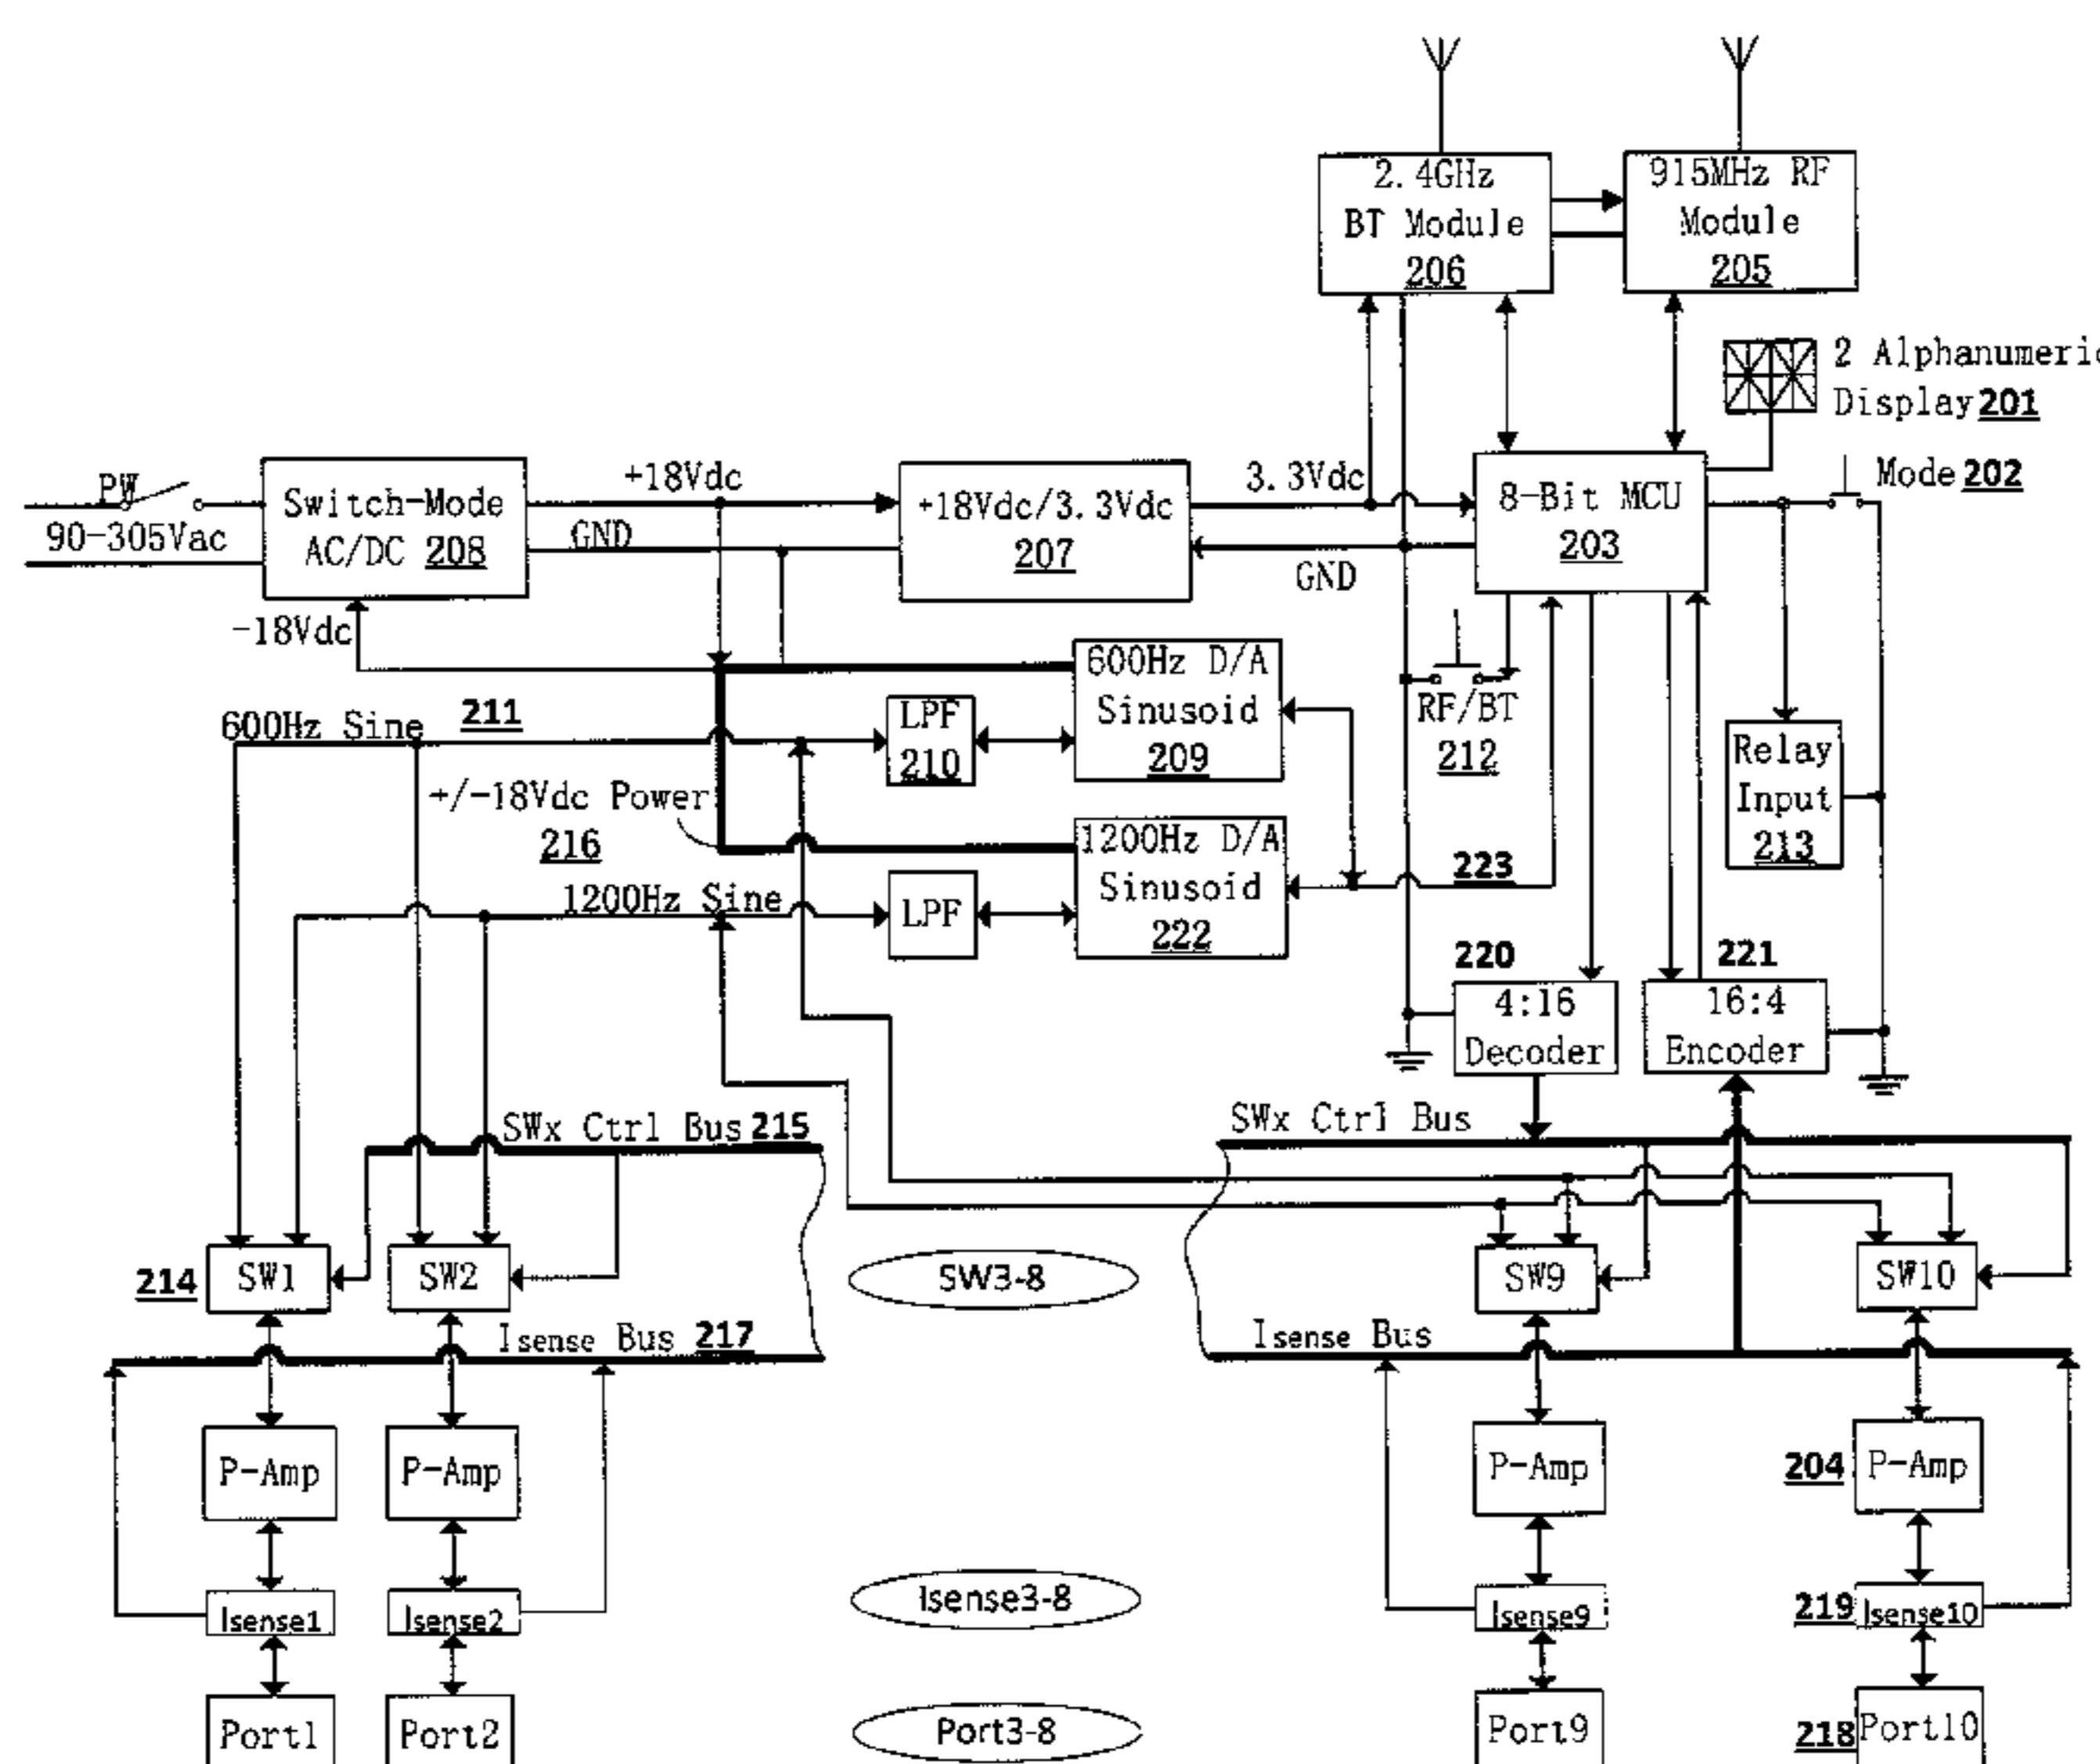 2.4GHz
BT Module
206
915MHz RF
Module
205
2 Alphanumeric
Display 201
PW
90-305Vac
Switch-Mode
AC/DC 208
+18Vdc
GND
-18Vdc
+18Vdc/3.3Vdc
207
3.3Vdc
GND
8-Bit MCU
203
Mode 202
600Hz Sine 211
LPF
210
600Hz D/A
Sinusoid
209
RF/BT
212
Relay
Input
213
+/-18Vdc Power
216
1200Hz Sine
LPF
1200Hz D/A
Sinusoid
222
223
220
4:16
Decoder
221
16:4
Encoder
SWx Ctrl Bus 215
SWx Ctrl Bus
214
SW1
SW2
SW3-8
SW9
SW10
Isense Bus 217
Isense Bus
P-Amp
P-Amp
P-Amp
204 P-Amp
Isense1
Isense2
Isense3-8
Isense9
219 Isense10
Port1
Port2
Port3-8
Port9
218 Port10